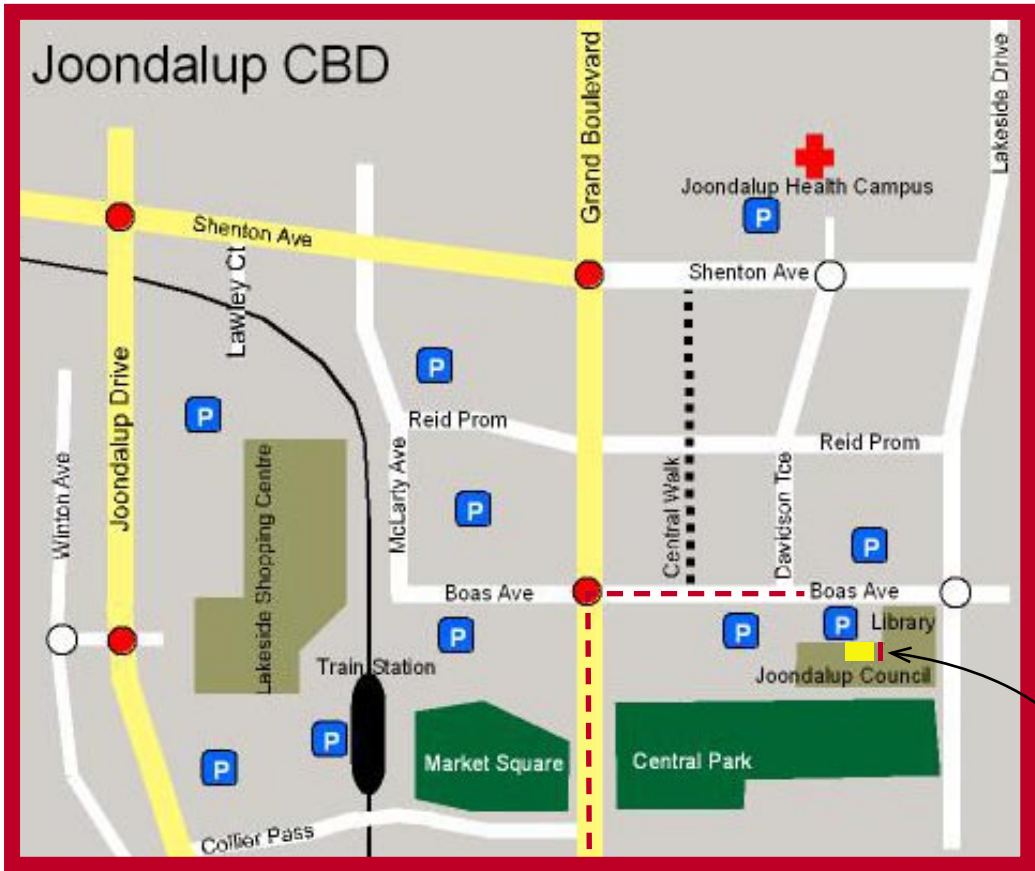 Joondalup CBD
Grand Boulevard
Lakeside Drive
Joondalup Health Campus
P
Shenton Ave
Shenton Ave
Lawley Ct
Joondalup Drive
P
P
Reid Prom
Reid Prom
Winton Ave
Lakeside Shopping Centre
McLarty Ave
Central Walk
Davidson Tce
P
P
Boas Ave
Boas Ave
P
P
P
Library
Train Station
Joondalup Council
P
P
Market Square
Central Park
Collier Pass